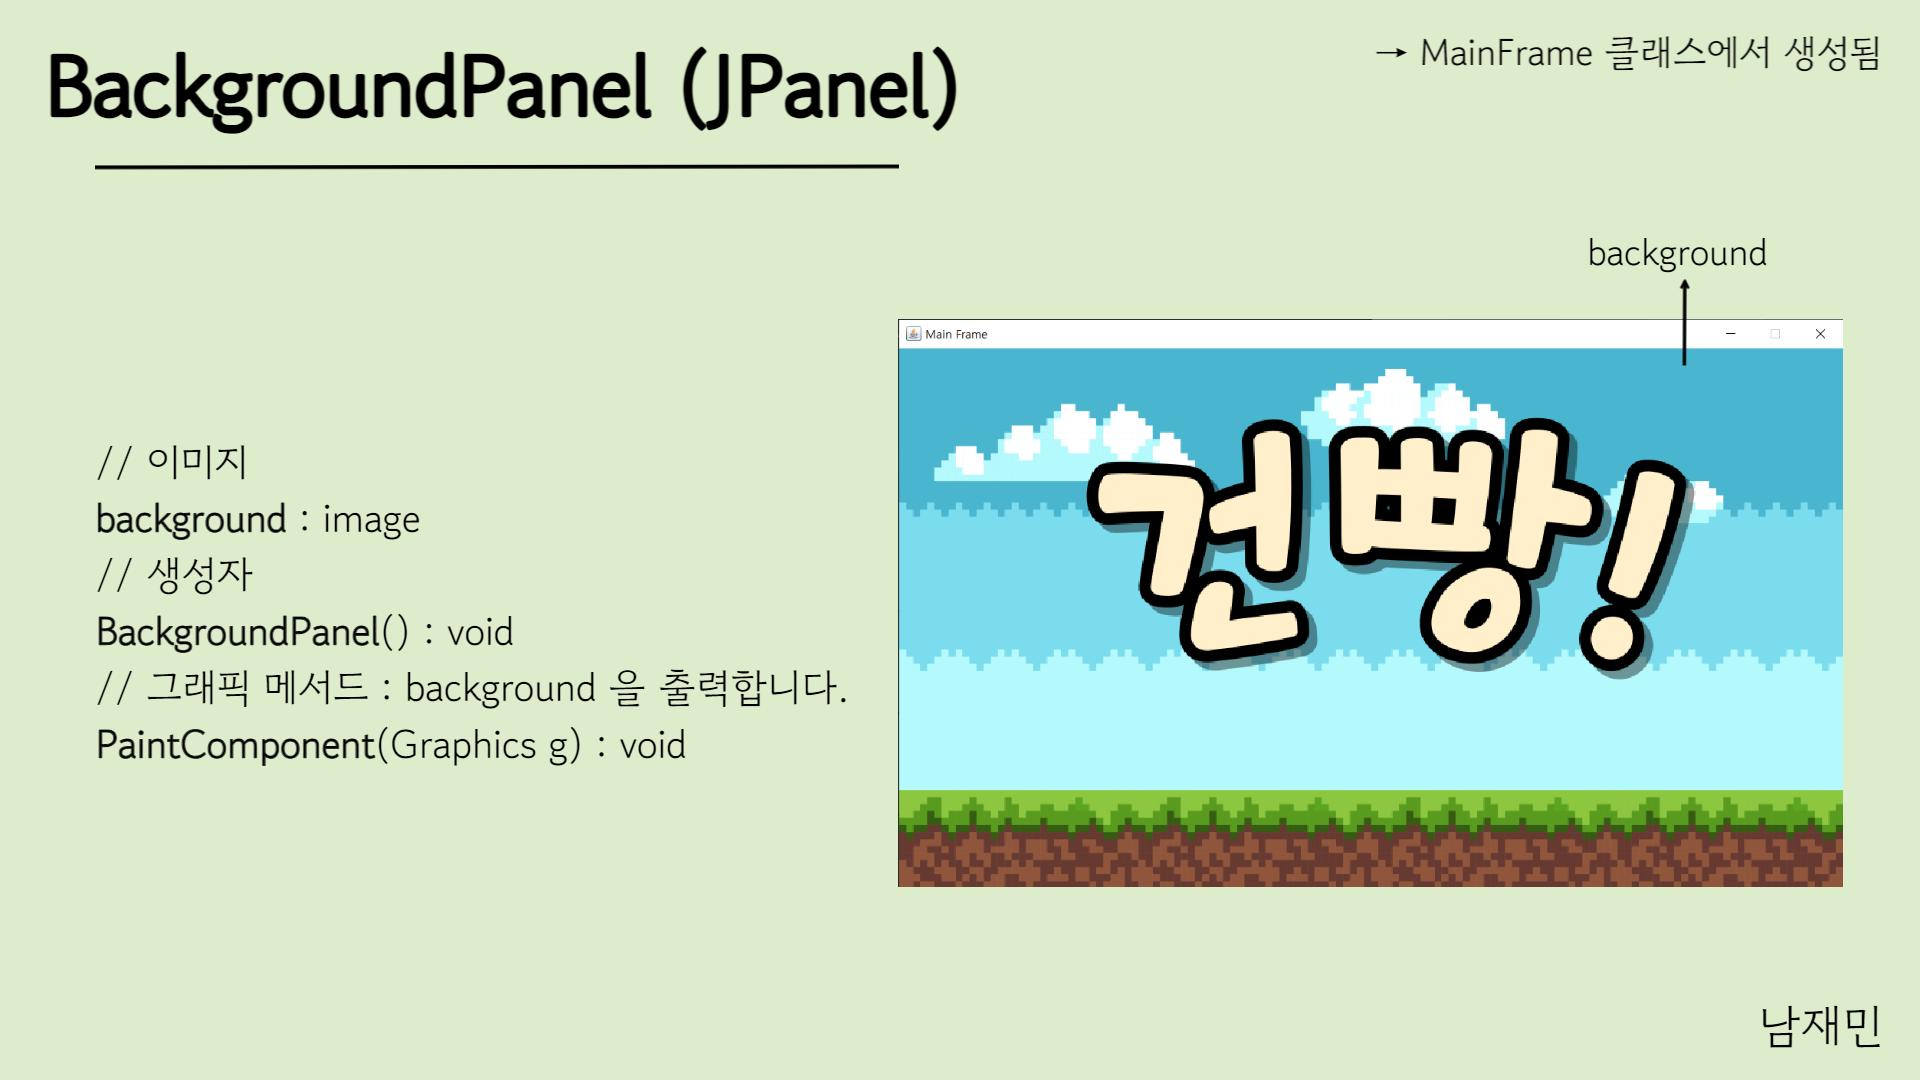 BackgroundPanel (JPanel)
→ MainFrame 클래스에서 생성됨
background
Main Frame
건빵!
// 이미지
background : image
// 생성자
BackgroundPanel() : void
// 그래픽 메서드 : background 을 출력합니다.
PaintComponent(Graphics g) : void
남재민